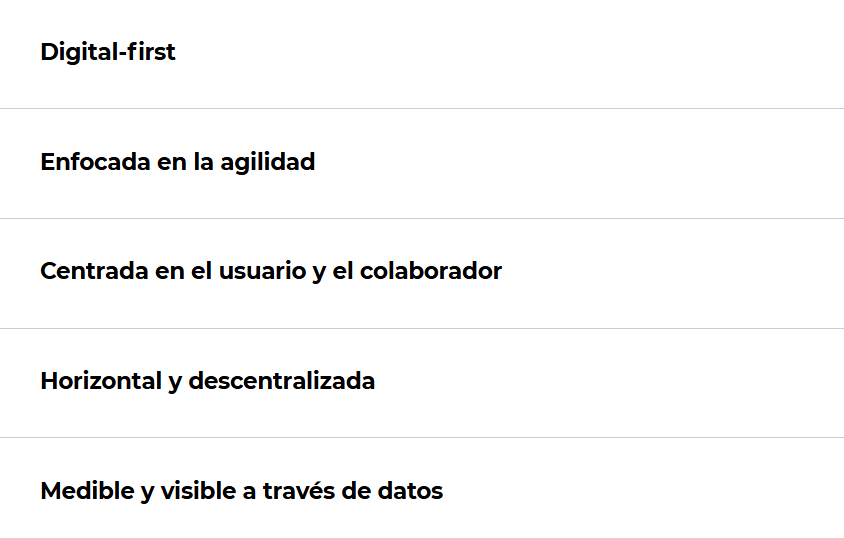 Digital-first
Enfocada en la agilidad
Centrada en el usuario y el colaborador
Horizontal y descentralizada
Medible y visible a través de datos